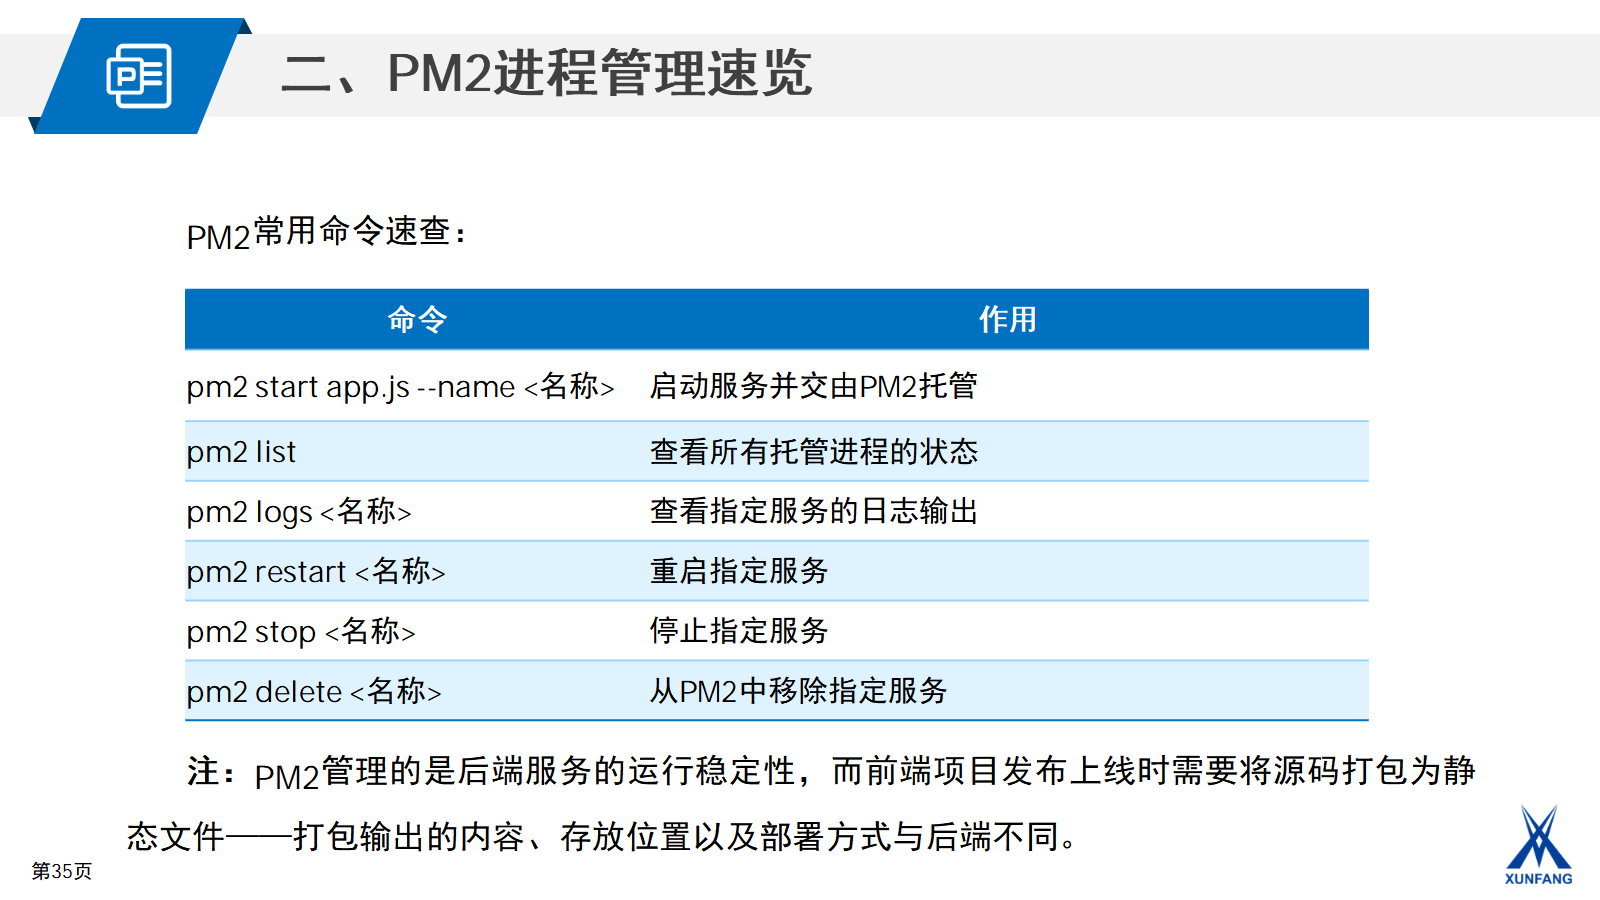 二、PM2进程管理速览
PM2常用命令速查：
命令 作用
pm2 start app.js --name <名称> 启动服务并交由PM2托管
pm2 list 查看所有托管进程的状态
pm2 logs <名称> 查看指定服务的日志输出
pm2 restart <名称> 重启指定服务
pm2 stop <名称> 停止指定服务
pm2 delete <名称> 从PM2中移除指定服务
注：PM2管理的是后端服务的运行稳定性，而前端项目发布上线时需要将源码打包为静
态文件——打包输出的内容、存放位置以及部署方式与后端不同。
第35页
XUNFANG